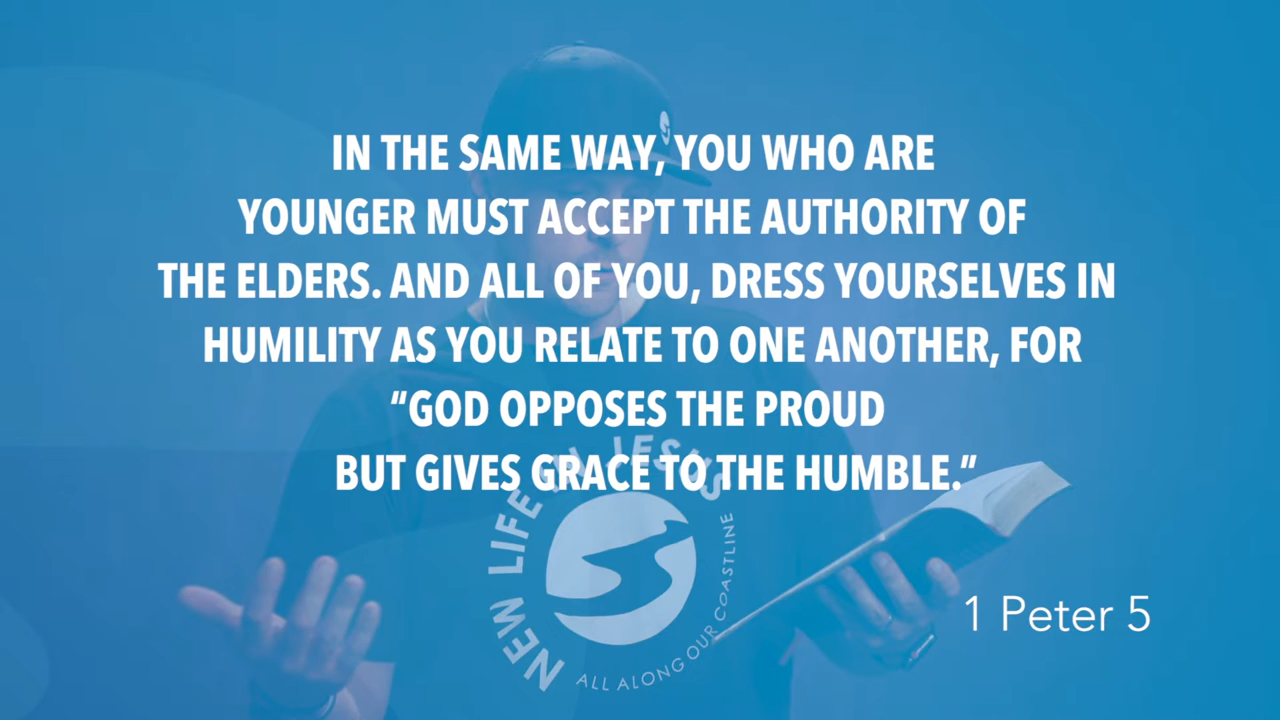 IN THE SAME WAY, YOU WHO ARE
YOUNGER MUST ACCEPT THE AUTHORITY OF
THE ELDERS. AND ALL OF YOU, DRESS YOURSELVES IN
HUMILITY AS YOU RELATE TO ONE ANOTHER, FOR
“GOD OPPOSES THE PROUD
BUT GIVES GRACE TO THE HUMBLE.”
NEW LIFE IN JESUS
ALL ALONG OUR COASTLINE
1 Peter 5